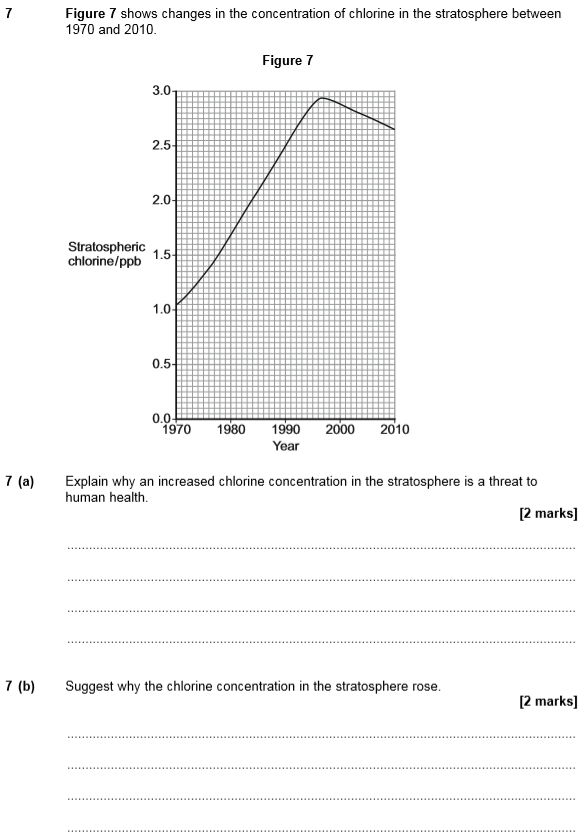 7 Figure 7 shows changes in the concentration of chlorine in the stratosphere between
1970 and 2010.
Figure 7
3.0
2.5
2.0
Stratospheric
chlorine/ppb
1.5
1.0
0.5
0.0
1970 1980 1990 2000 2010
Year
7 (a) Explain why an increased chlorine concentration in the stratosphere is a threat to
human health.
[2 marks]
7 (b) Suggest why the chlorine concentration in the stratosphere rose.
[2 marks]